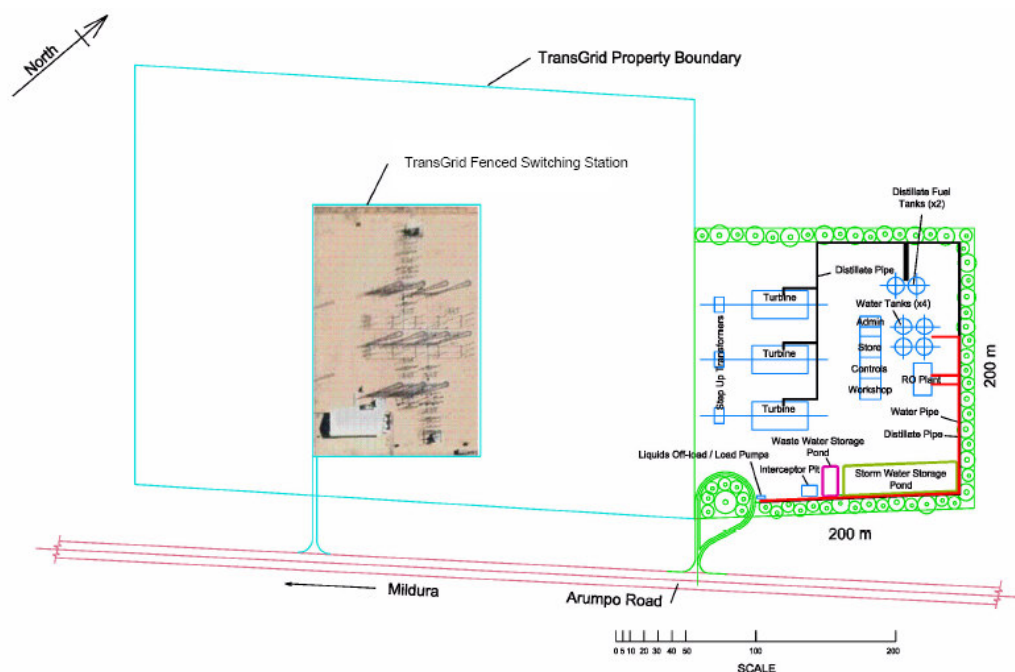 North
TransGrid Property Boundary
TransGrid Fenced Switching Station
Distillate Fuel
Tanks (x2)
Distillate Pipe
Turbine
Water Tanks (x4)
Admin
Store
Step Up Transformers
Turbine
Controls
RO Plant
Workshop
200 m
Turbine
Water Pipe
Distillate Pipe
Waste Water Storage
Pond
Liquids Off-load / Load Pumps
Interceptor Pit
Storm Water Storage
Pond
200 m
Mildura
Arumpo Road
0 5 10 20 30 40 50 100 200
SCALE